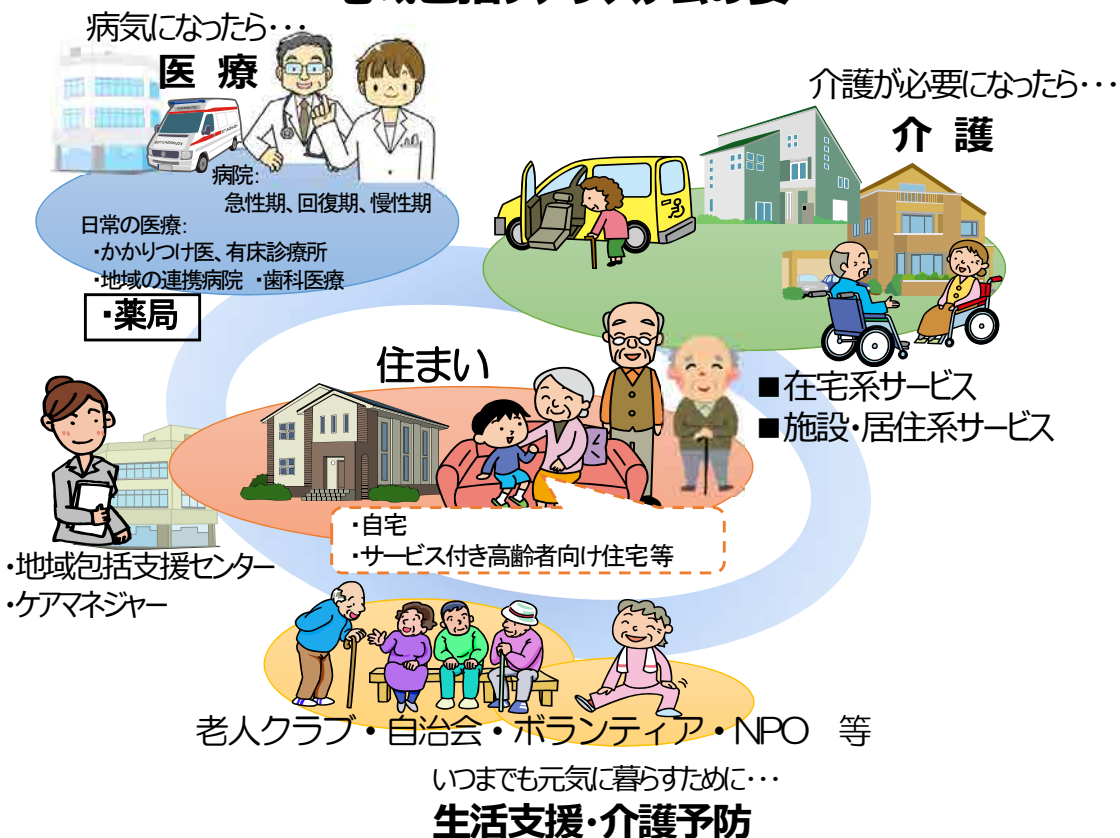 病気になったら・・・
医 療
病院:
急性期、回復期、慢性期
日常の医療:
・かかりつけ医、有床診療所
・地域の連携病院 ・歯科医療
・薬局
介護が必要になったら・・・
介 護
■在宅系サービス
■施設・居住系サービス
住まい
・自宅
・サービス付き高齢者向け住宅等
・地域包括支援センター
・ケアマネジャー
老人クラブ・自治会・ボランティア・NPO 等
いつまでも元気に暮らすために・・・
生活支援・介護予防